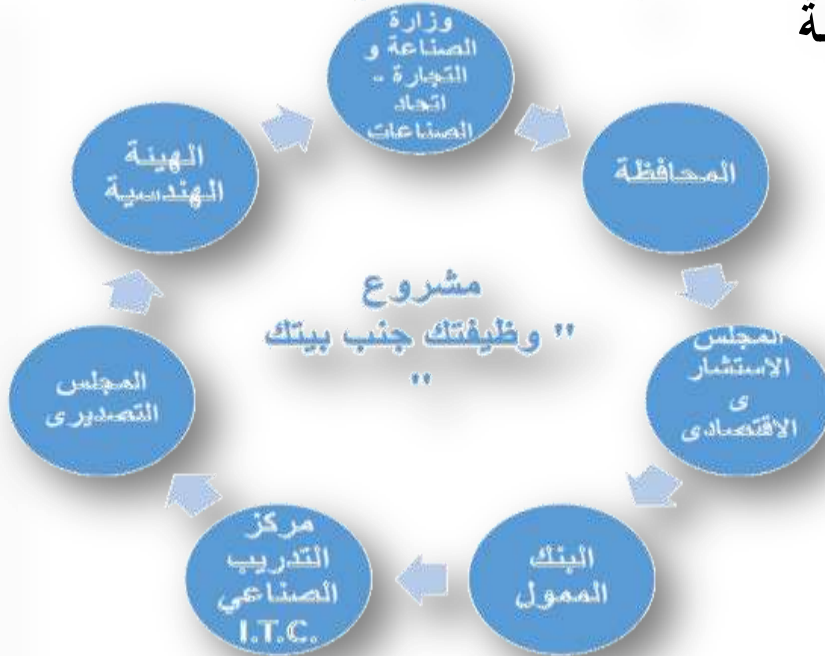 ة
وزارة
الصناعة و
التجارة -
اتحاد
الصناعات
المحافظة
المجلس
الاستشار
ى
الاقتصادى
البنك
الممول
مركز
التدريب
الصناعي
I.T.C.
المجلس
التصديرى
الهيئة
الهندسية
مشروع
" وظيفتك جنب بيتك
"